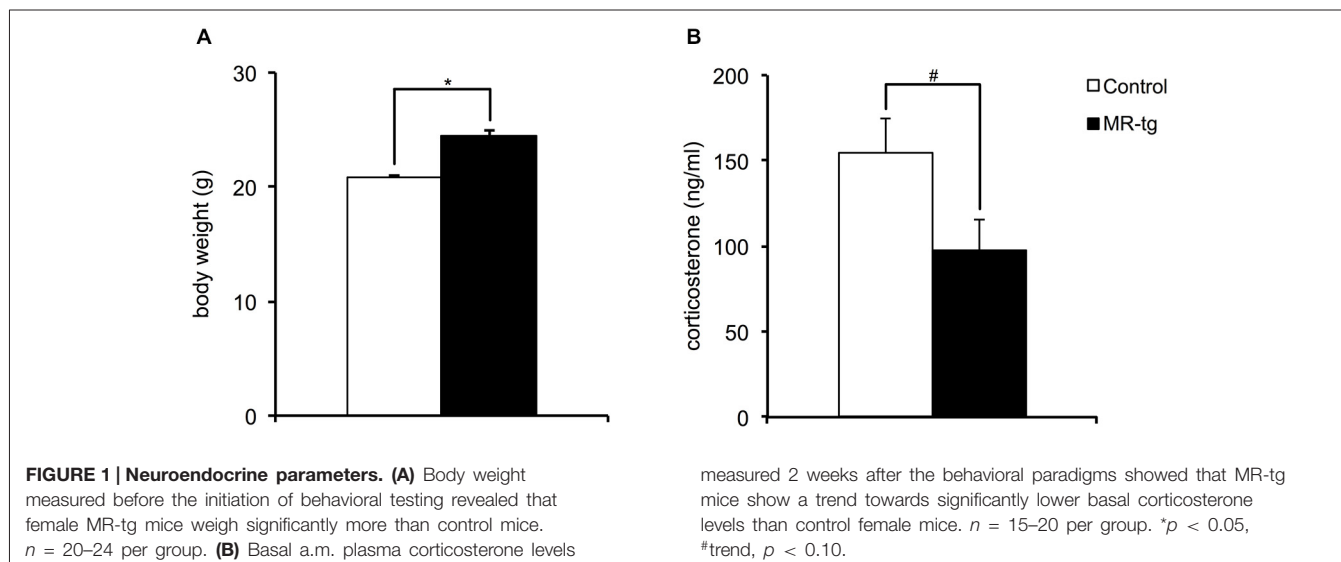 A
30
20
10
0
body weight (g)
*
B
200
150
100
50
0
corticosterone (ng/ml)
#
Control
MR-tg
FIGURE 1 | Neuroendocrine parameters. (A) Body weight
measured before the initiation of behavioral testing revealed that
female MR-tg mice weigh significantly more than control mice.
n = 20–24 per group. (B) Basal a.m. plasma corticosterone levels
measured 2 weeks after the behavioral paradigms showed that MR-tg
mice show a trend towards significantly lower basal corticosterone
levels than control female mice. n = 15–20 per group. *p < 0.05,
#trend, p < 0.10.